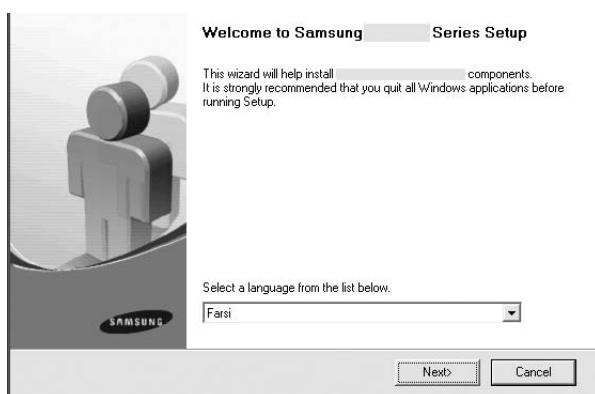 Welcome to Samsung Series Setup
This wizard will help install components.
It is strongly recommended that you quit all Windows applications before
running Setup.
Select a language from the list below.
Farsi
SAMSUNG
Next>
Cancel